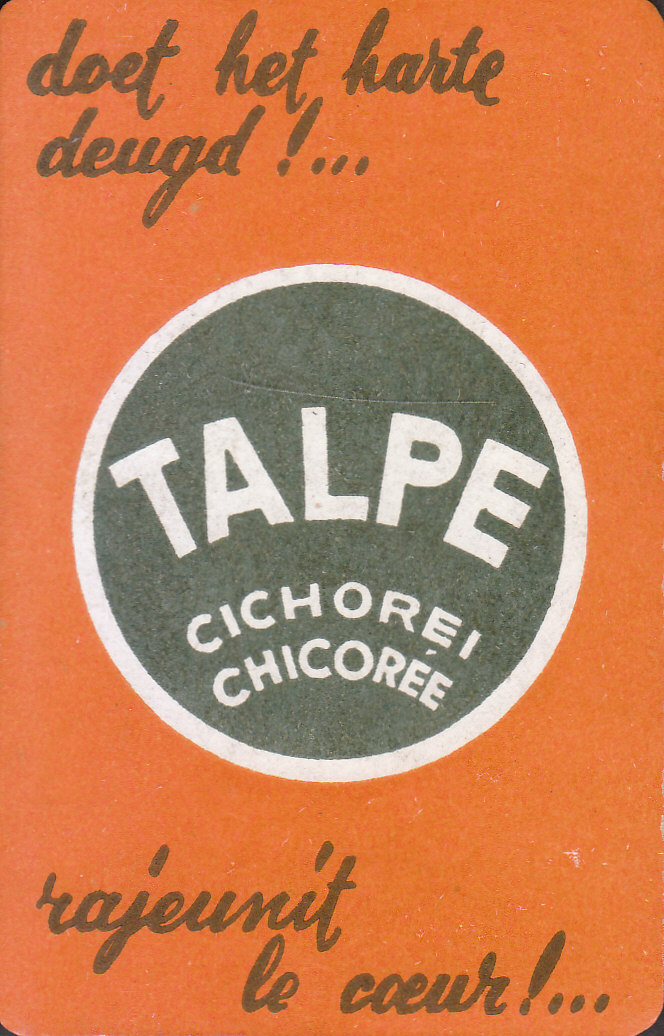 doet het harte
deugd !...
TALPE
CICHOREI
CHICORÉE
rajeunit
le cœur !...